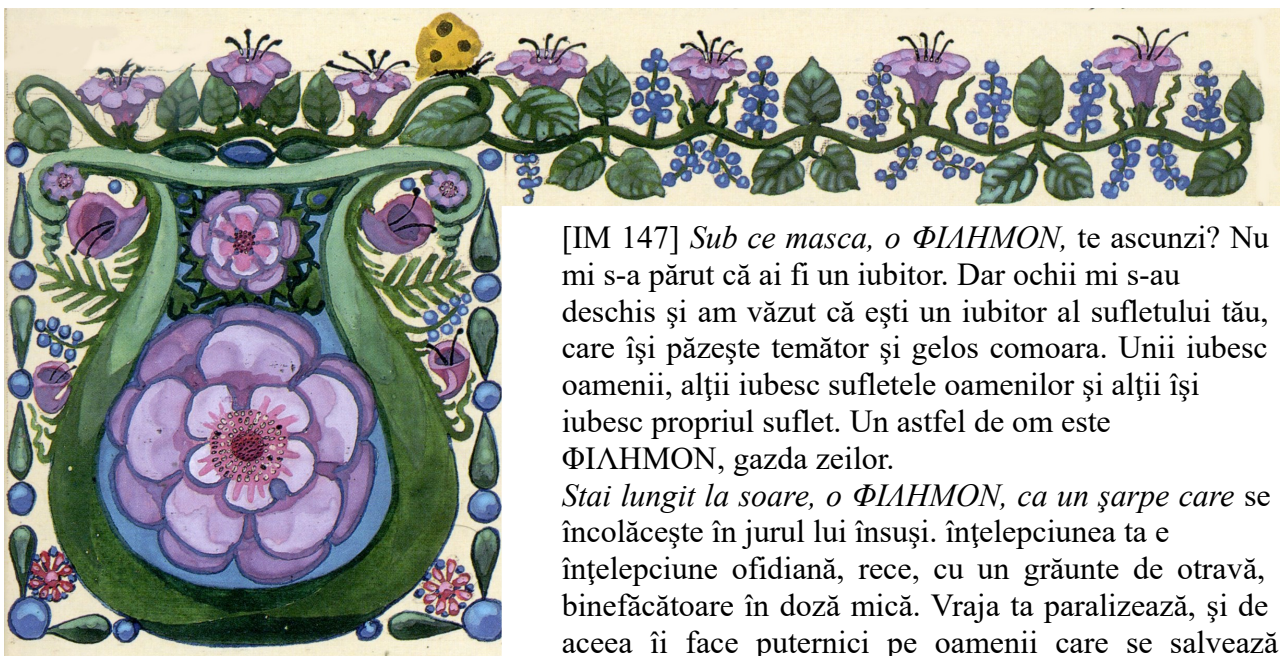 [IM 147] Sub ce masca, o ΦΙΛΗΜΟΝ, te ascunzi? Nu
mi s-a părut că ai fi un iubitor. Dar ochii mi s-au
deschis şi am văzut că eşti un iubitor al sufletului tău,
care îşi păzeşte temător şi gelos comoara. Unii iubesc
oamenii, alţii iubesc sufletele oamenilor şi alţii îşi
iubesc propriul suflet. Un astfel de om este
ΦΙΛΗΜΟΝ, gazda zeilor.
Stai lungit la soare, o ΦΙΛΗΜΟΝ, ca un şarpe care se
încolăceşte în jurul lui însuşi. înţelepciunea ta e
înţelepciune ofidiană, rece, cu un grăunte de otravă,
binefăcătoare în doză mică. Vraja ta paralizează, şi de
aceea îi face puternici pe oamenii care se salvează